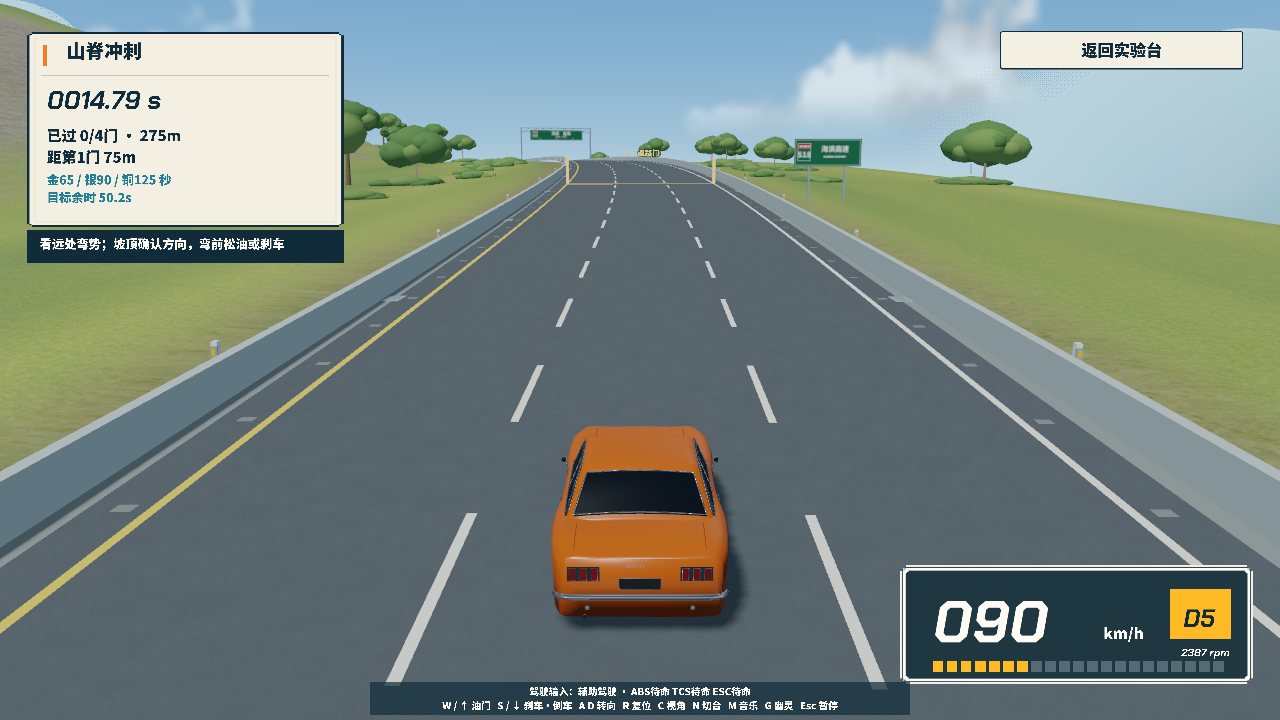 山脊冲刺
0014.79 s
已过 0/4门 · 275m
距第1门 75m
金65 / 银90 / 铜125 秒
目标余时 50.2s
看远处弯势；坡顶确认方向，弯前松油或刹车
返回实验台
S18
海滨高速
090 km/h
D5
2387 rpm
驾驶输入：辅助驾驶 · ABS待命 TCS待命 ESC待命
W / ↑ 油门 S / ↓ 刹车·倒车 A D 转向 R 复位 C 视角 N 切台 M 音乐 G 幽灵 Esc 暂停